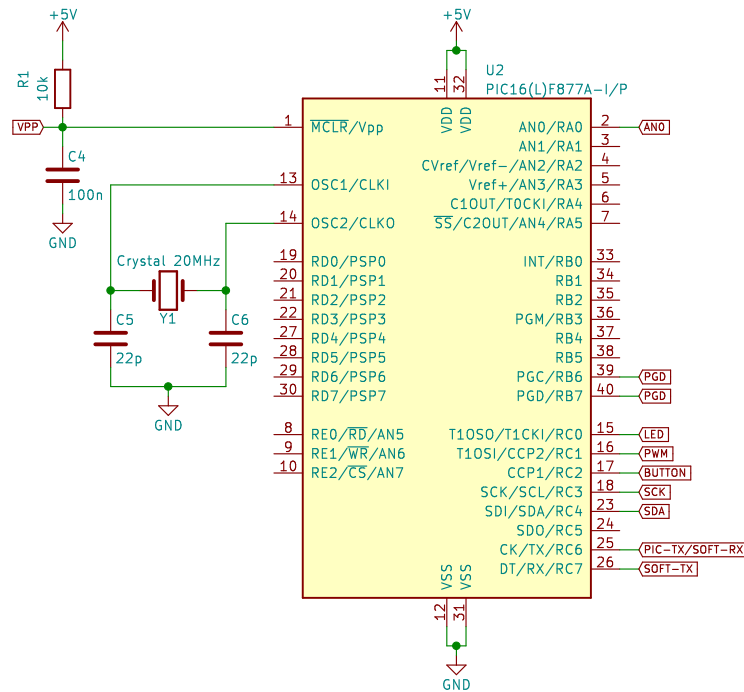 +5V
+5V
R1
10k
11
32
U2
PIC16(L)F877A-I/P
VDD
VDD
VPP
1
MCLR/Vpp
AN0/RA0
2
AN0
AN1/RA1
3
C4
100n
CVref/Vref-/AN2/RA2
4
13
OSC1/CLKI
Vref+/AN3/RA3
5
C1OUT/T0CKI/RA4
6
14
OSC2/CLKO
SS/C2OUT/AN4/RA5
7
GND
Crystal 20MHz
Y1
19
RD0/PSP0
INT/RB0
33
20
RD1/PSP1
RB1
34
21
RD2/PSP2
RB2
35
22
RD3/PSP3
PGM/RB3
36
C5
22p
C6
22p
27
RD4/PSP4
RB4
37
28
RD5/PSP5
RB5
38
29
RD6/PSP6
PGC/RB6
39
PGD
30
RD7/PSP7
PGD/RB7
40
PGD
GND
8
RE0/RD/AN5
T1OSO/T1CKI/RC0
15
LED
9
RE1/WR/AN6
T1OSI/CCP2/RC1
16
PWM
10
RE2/CS/AN7
CCP1/RC2
17
BUTTON
SCK/SCL/RC3
18
SCK
SDI/SDA/RC4
23
SDA
SDO/RC5
24
CK/TX/RC6
25
PIC-TX/SOFT-RX
DT/RX/RC7
26
SOFT-TX
VSS
VSS
12
31
GND